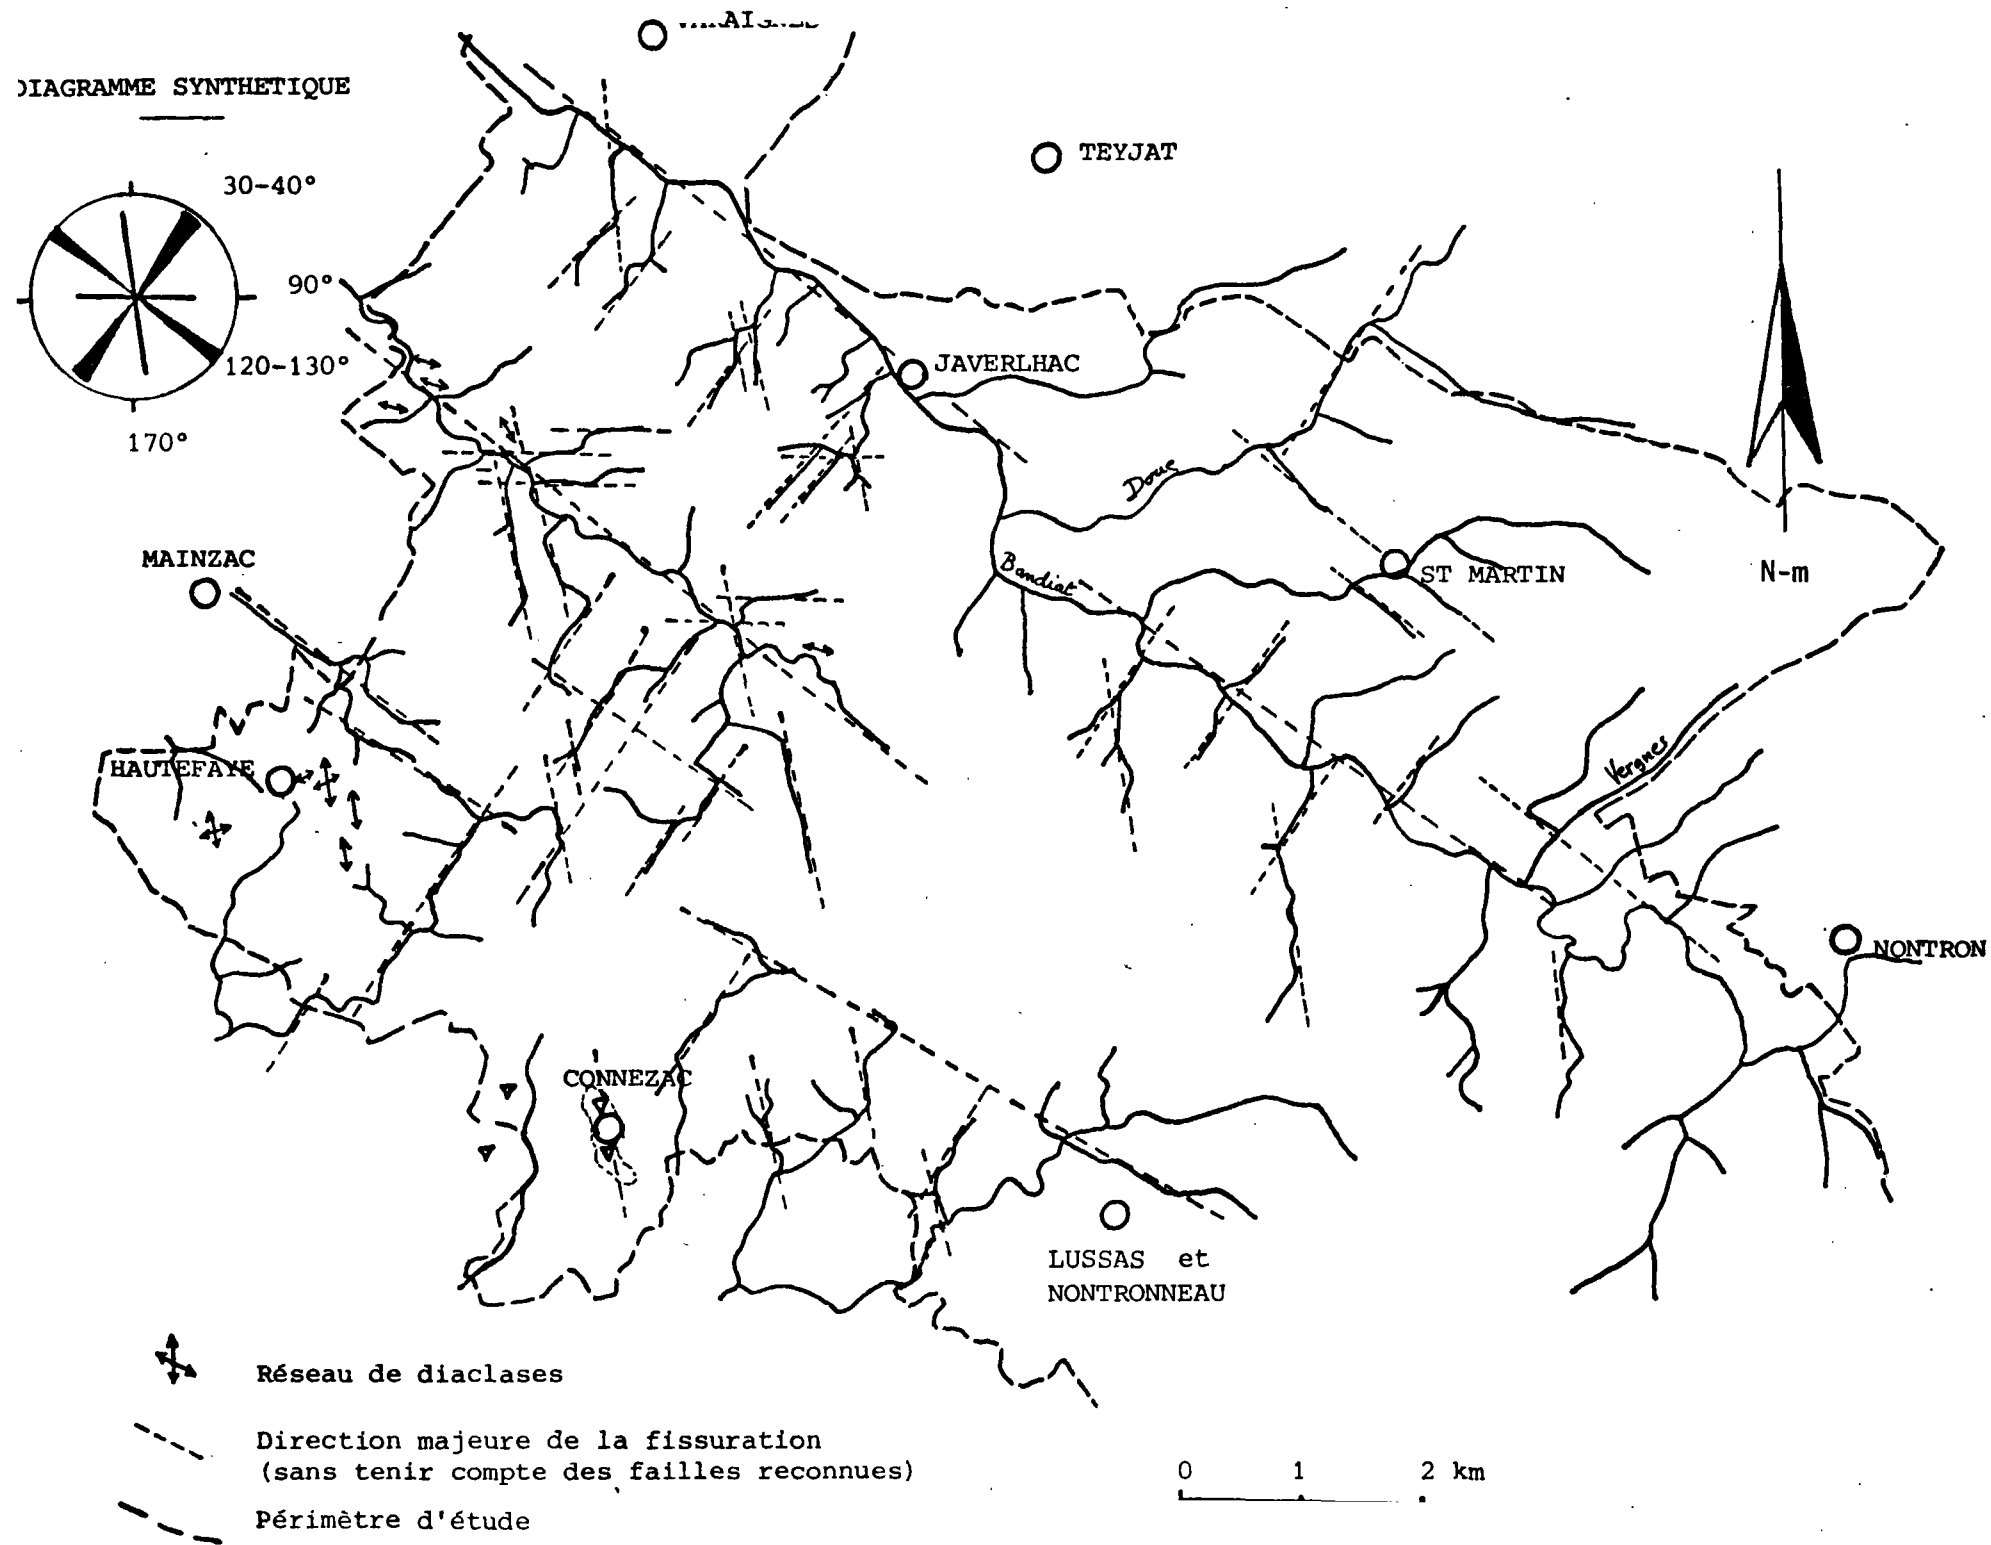 DIAGRAMME SYNTHETIQUE
30-40°
90°
120-130°
170°
TEYJAT
JAVERLHAC
Doue
Bandiat
ST MARTIN
N-m
MAINZAC
HAUTEFAYE
Vergnes
NONTRON
CONNEZAC
LUSSAS et
NONTRONNEAU
Réseau de diaclases
Direction majeure de la fissuration
(sans tenir compte des failles reconnues)
Périmètre d'étude
0 1 2 km